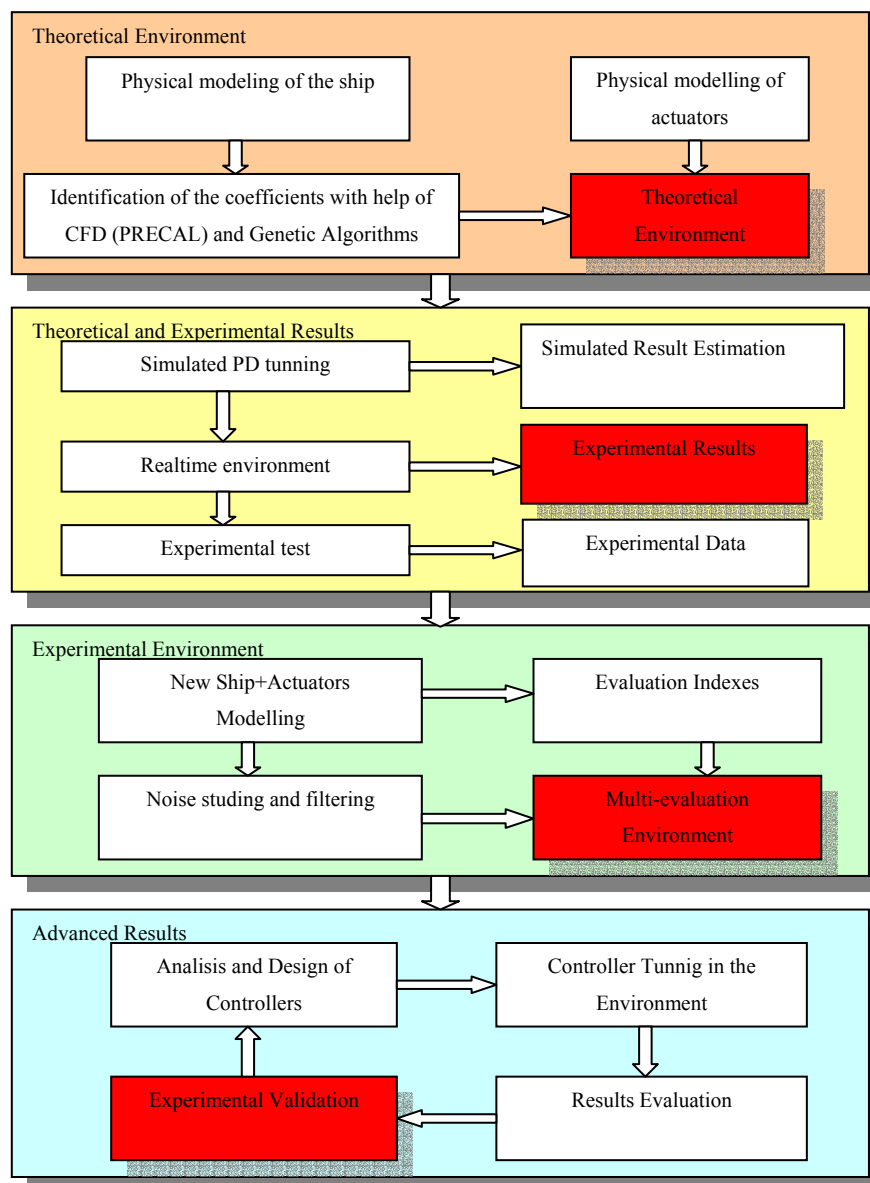 Theoretical Environment
Physical modeling of the ship
Physical modelling of
actuators
Identification of the coefficients with help of
CFD (PRECAL) and Genetic Algorithms
Theoretical
Environment
Theoretical and Experimental Results
Simulated PD tunning
Simulated Result Estimation
Realtime environment
Experimental Results
Experimental test
Experimental Data
Experimental Environment
New Ship+Actuators
Modelling
Evaluation Indexes
Noise studing and filtering
Multi-evaluation
Environment
Advanced Results
Analisis and Design of
Controllers
Controller Tunnig in the
Environment
Experimental Validation
Results Evaluation